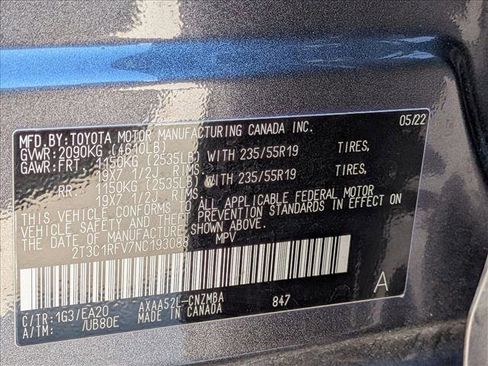 MFD.BY:TOYOTA MOTOR MANUFACTURING CANADA INC. 05/22
GVWR:2090KG (4610LB)
GAWR:FRT 1150KG (2535LB) WITH 235/55R19 TIRES,
19X7 1/2J RIMS,
RR 1150KG (2535LB) WITH 235/55R19 TIRES,
19X7 1/2J RIMS,
THIS VEHICLE CONFORMS TO ALL APPLICABLE FEDERAL MOTOR
VEHICLE SAFETY AND STANDARDS IN EFFECT ON
THE DATE OF MANUFACTURE SHOWN ABOVE.
2T3C1RFV7NC193088 MPV
C/TR:1G3/EA20 AXAA52L-CNZMBA 847 A
A/TM: /UB80E MADE IN CANADA